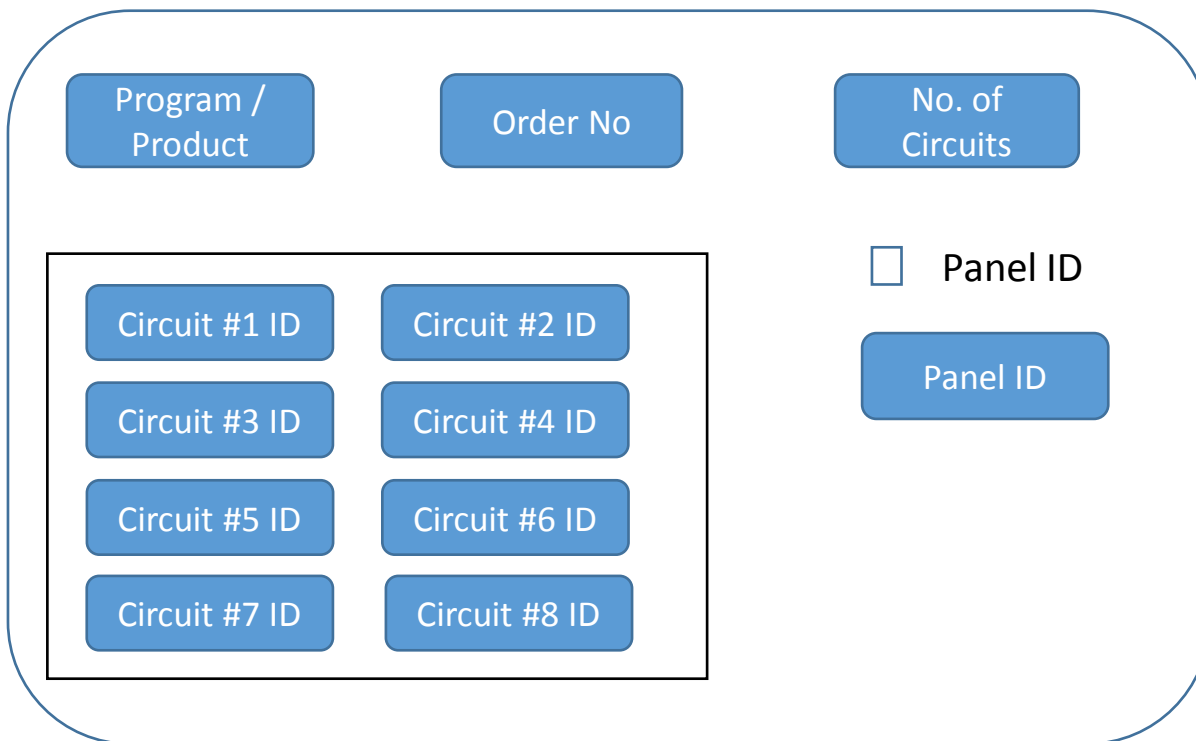 Program /
Product
Order No
No. of
Circuits
Panel ID
Circuit #1 ID
Circuit #2 ID
Panel ID
Circuit #3 ID
Circuit #4 ID
Circuit #5 ID
Circuit #6 ID
Circuit #7 ID
Circuit #8 ID